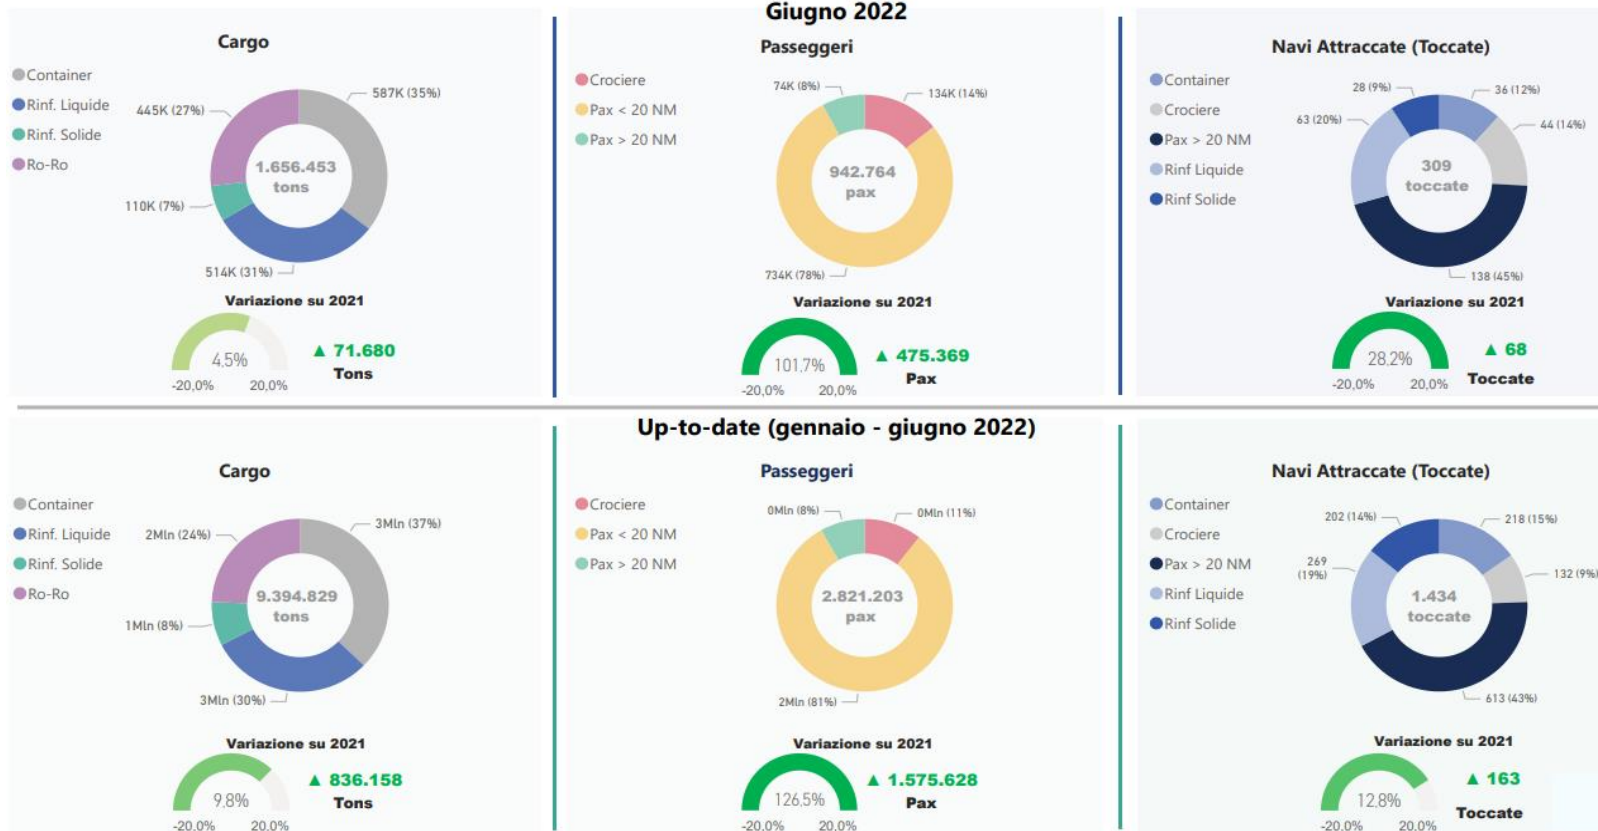 Giugno 2022
Cargo
Container
Rinf. Liquide
Rinf. Solide
Ro-Ro
587K (35%)
445K (27%)
110K (7%)
514K (31%)
1.656.453
tons
Variazione su 2021
4,5%
-20,0%
20,0%
▲ 71.680
Tons
Passeggeri
Crociere
Pax < 20 NM
Pax > 20 NM
74K (8%)
134K (14%)
942.764
pax
734K (78%)
Variazione su 2021
101,7%
-20,0%
20,0%
▲ 475.369
Pax
Navi Attraccate (Toccate)
Container
Crociere
Pax > 20 NM
Rinf Liquide
Rinf Solide
28 (9%)
36 (12%)
63 (20%)
44 (14%)
309
toccate
138 (45%)
Variazione su 2021
28,2%
-20,0%
20,0%
▲ 68
Toccate
Up-to-date (gennaio - giugno 2022)
Cargo
Container
Rinf. Liquide
Rinf. Solide
Ro-Ro
3Mln (37%)
2Mln (24%)
1Mln (8%)
3Mln (30%)
9.394.829
tons
Variazione su 2021
9,8%
-20,0%
20,0%
▲ 836.158
Tons
Passeggeri
Crociere
Pax < 20 NM
Pax > 20 NM
0Mln (8%)
0Mln (11%)
2.821.203
pax
2Mln (81%)
Variazione su 2021
126,5%
-20,0%
20,0%
▲ 1.575.628
Pax
Navi Attraccate (Toccate)
Container
Crociere
Pax > 20 NM
Rinf Liquide
Rinf Solide
202 (14%)
218 (15%)
269
(19%)
132 (9%)
1.434
toccate
613 (43%)
Variazione su 2021
12,8%
-20,0%
20,0%
▲ 163
Toccate